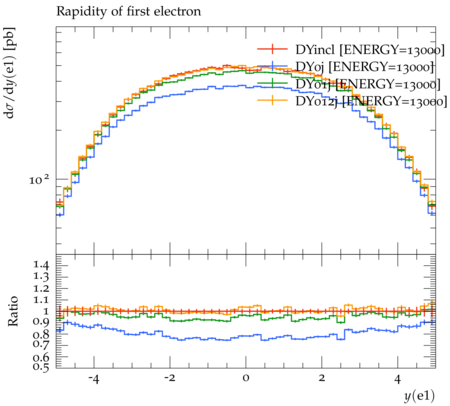 Rapidity of first electron
dσ/dy(e1) [pb]
DYincl [ENERGY=13000]
DY0j [ENERGY=13000]
DY01j [ENERGY=13000]
DY012j [ENERGY=13000]
10²
Ratio
1.4
1.3
1.2
1.1
1
0.9
0.8
0.7
0.6
0.5
-4 -2 0 2 4
y(e1)